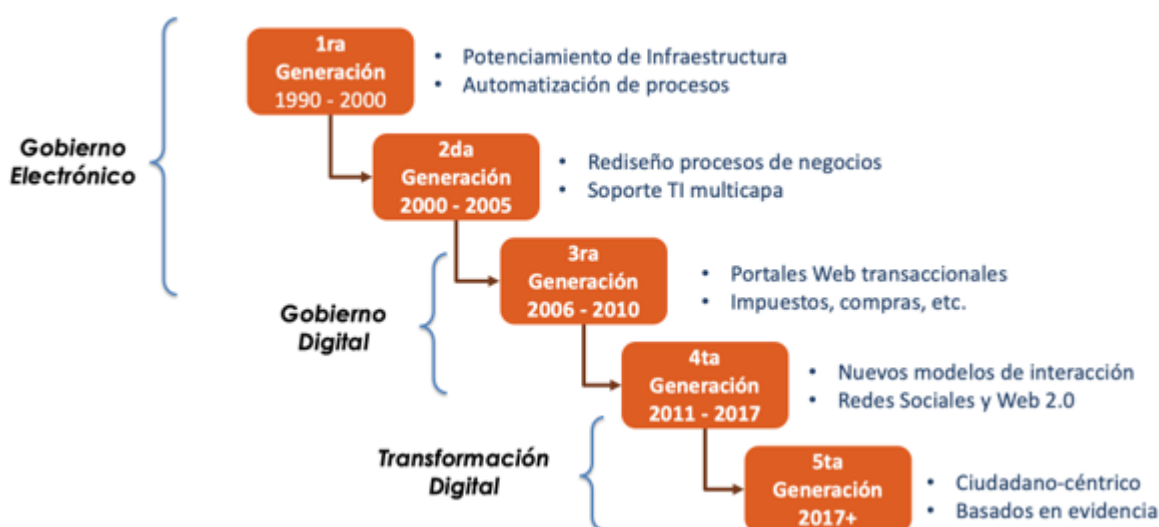 1ra
Generación
1990 - 2000
• Potenciamiento de Infraestructura
• Automatización de procesos
Gobierno
Electrónico
2da
Generación
2000 - 2005
• Rediseño procesos de negocios
• Soporte TI multicapa
3ra
Generación
2006 - 2010
• Portales Web transaccionales
• Impuestos, compras, etc.
Gobierno
Digital
4ta
Generación
2011 - 2017
• Nuevos modelos de interacción
• Redes Sociales y Web 2.0
Transformación
Digital
5ta
Generación
2017+
• Ciudadano-céntrico
• Basados en evidencia